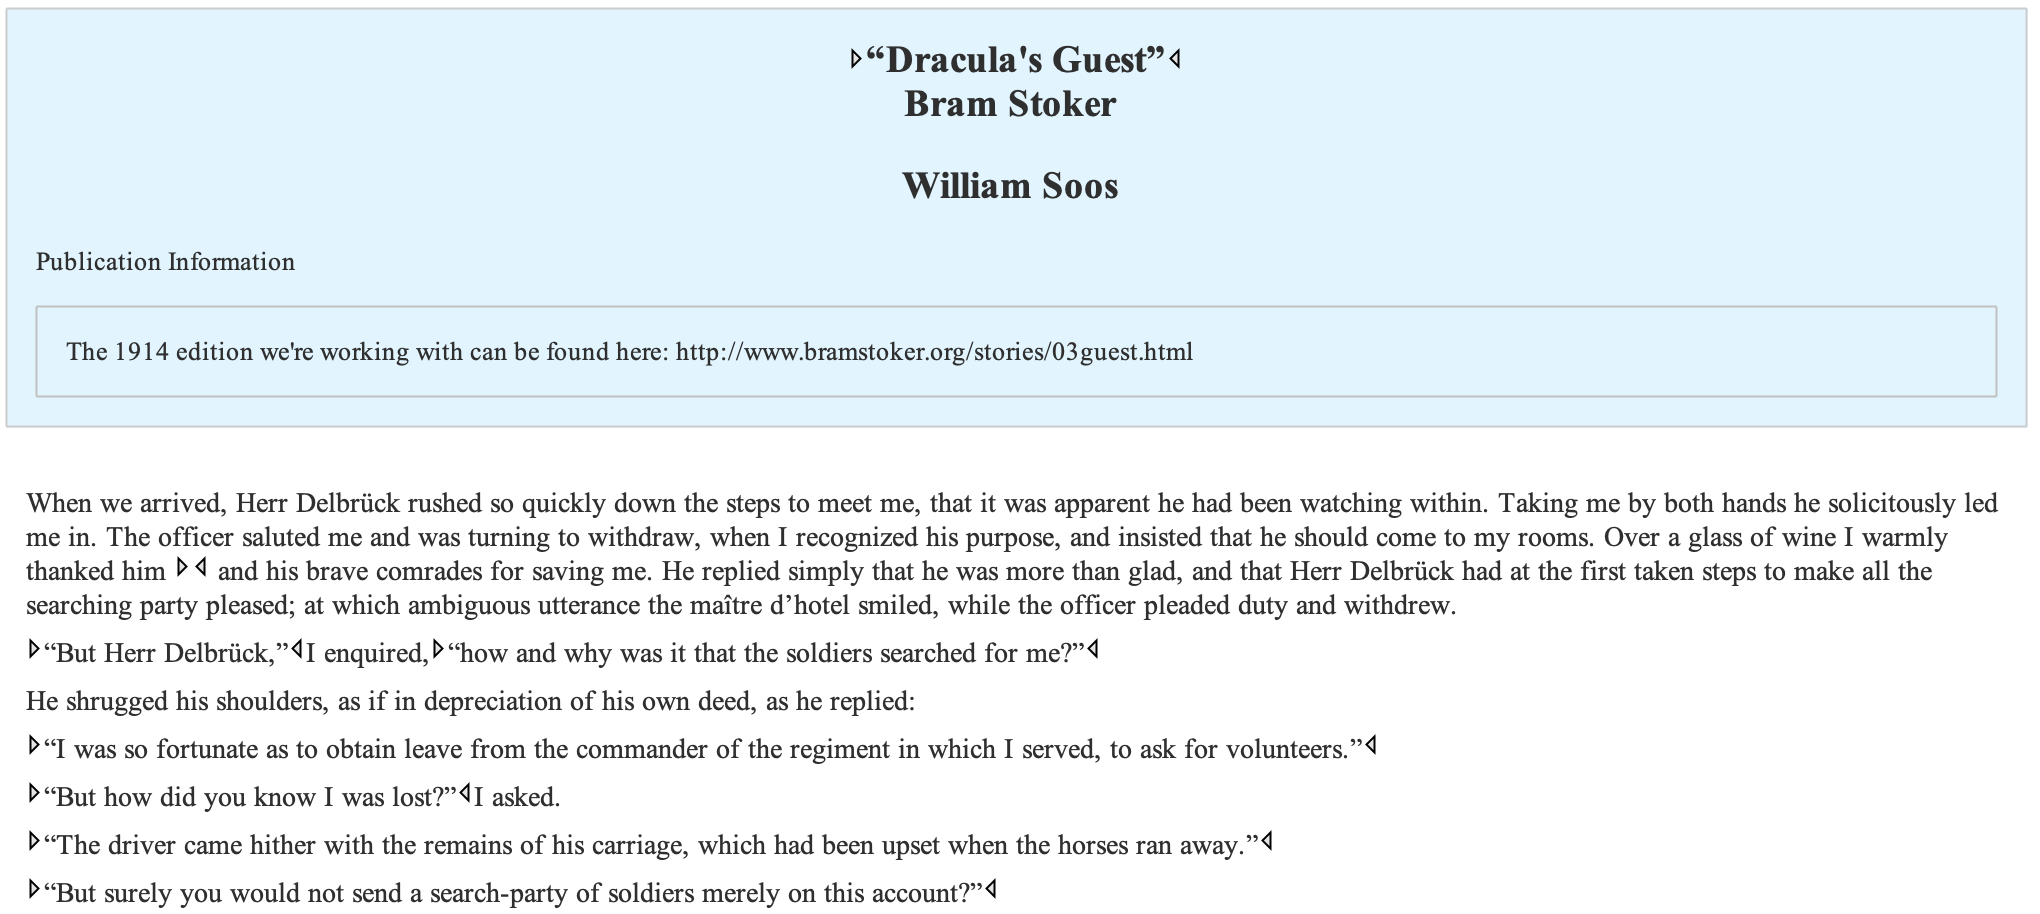 ▷“Dracula's Guest”◁
Bram Stoker
William Soos
Publication Information
The 1914 edition we're working with can be found here: http://www.bramstoker.org/stories/03guest.html
When we arrived, Herr Delbrück rushed so quickly down the steps to meet me, that it was apparent he had been watching within. Taking me by both hands he solicitously led
me in. The officer saluted me and was turning to withdraw, when I recognized his purpose, and insisted that he should come to my rooms. Over a glass of wine I warmly
thanked him ▷◁ and his brave comrades for saving me. He replied simply that he was more than glad, and that Herr Delbrück had at the first taken steps to make all the
searching party pleased; at which ambiguous utterance the maître d’hotel smiled, while the officer pleaded duty and withdrew.
▷“But Herr Delbrück,”◁I enquired,▷“how and why was it that the soldiers searched for me?”◁
He shrugged his shoulders, as if in depreciation of his own deed, as he replied:
▷“I was so fortunate as to obtain leave from the commander of the regiment in which I served, to ask for volunteers.”◁
▷“But how did you know I was lost?”◁I asked.
▷“The driver came hither with the remains of his carriage, which had been upset when the horses ran away.”◁
▷“But surely you would not send a search-party of soldiers merely on this account?”◁